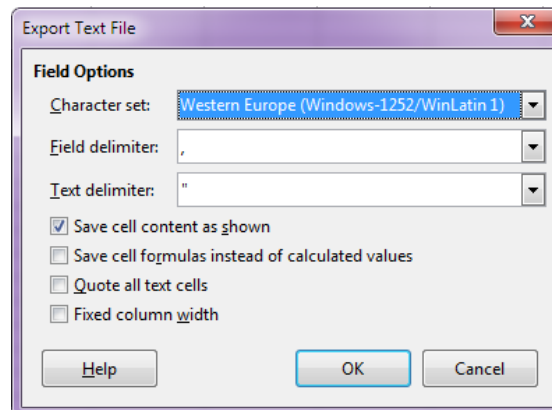 Export Text File
Field Options
Character set: Western Europe (Windows-1252/WinLatin 1)
Field delimiter: ,
Text delimiter: "
Save cell content as shown
Save cell formulas instead of calculated values
Quote all text cells
Fixed column width
Help OK Cancel